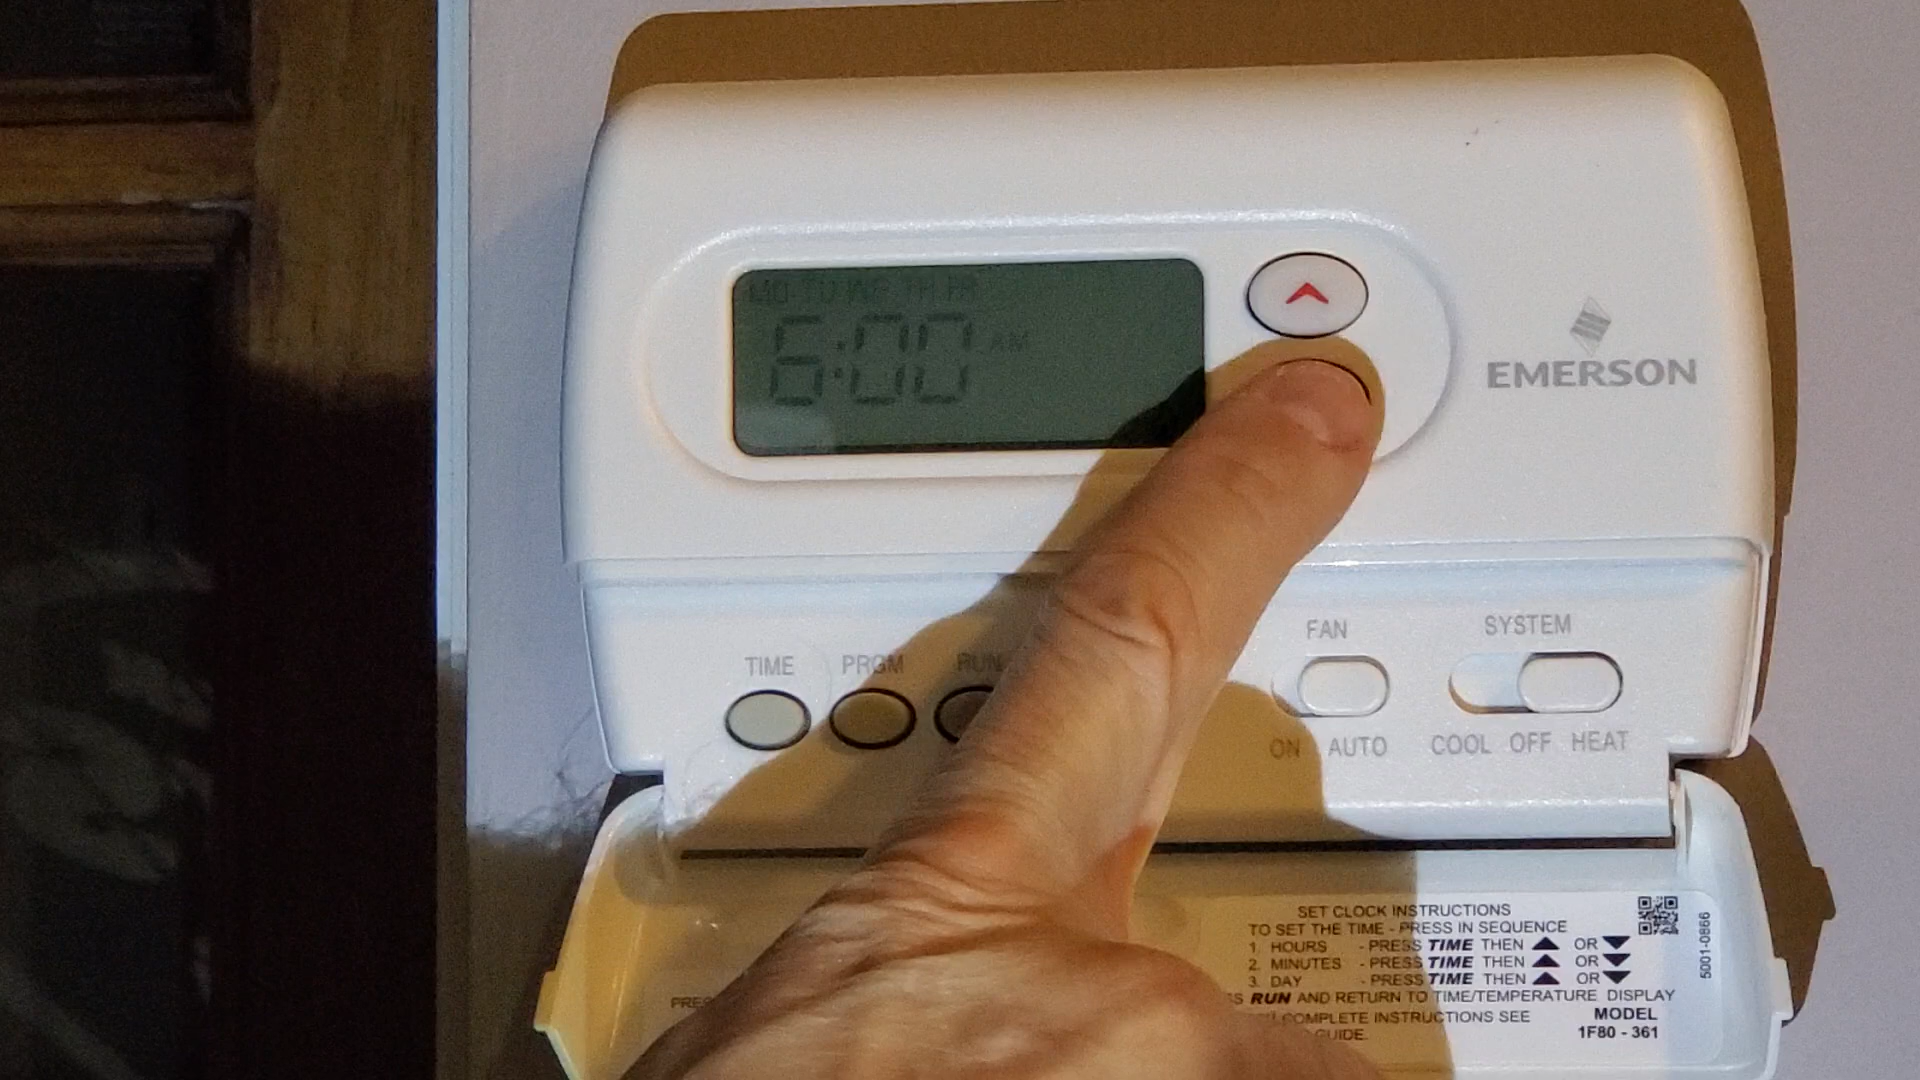 MO TU WE TH FR
6:00 AM
EMERSON
FAN
SYSTEM
TIME PRGM RUN
ON AUTO
COOL OFF HEAT
SET CLOCK INSTRUCTIONS
TO SET THE TIME - PRESS IN SEQUENCE
1. HOURS - PRESS TIME THEN ▲ OR ▼
2. MINUTES - PRESS TIME THEN ▲ OR ▼
3. DAY - PRESS TIME THEN ▲ OR ▼
RUN AND RETURN TO TIME/TEMPERATURE DISPLAY
COMPLETE INSTRUCTIONS SEE
GUIDE.
MODEL
1F80 - 361
5001-0866